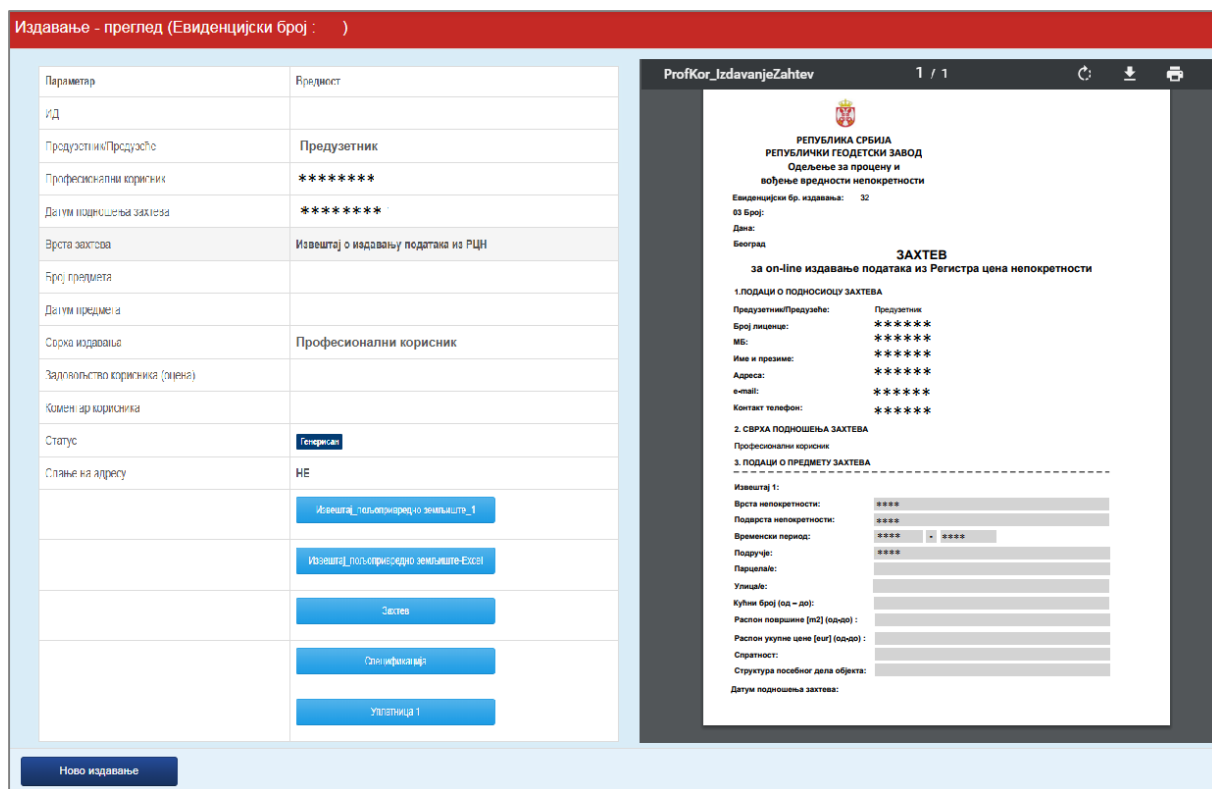 Издавање - преглед (Евиденцијски број :    )
Параметар Вредност
ИД
Предузетник/Предузеће Предузетник
Професионални корисник ********
Датум подношења захтева ********
Врста захтева Извештај о издавању података из РЦН
Број предмета
Датум предмета
Сврха издавања Професионални корисник
Задовољство корисника (оцена)
Коментар корисника
Статус Генерисан
Слање на адресу НЕ
Извештај_пољопривредно земљиште_1
Извештај_пољопривредно земљиште-Excel
Захтев
Спецификација
Уплатница 1
Ново издавање
ProfKor_IzdavanjeZahtev 1 / 1
РЕПУБЛИКА СРБИЈА
РЕПУБЛИЧКИ ГЕОДЕТСКИ ЗАВОД
Одељење за процену и
вођење вредности непокретности
Евиденцијски бр. издавања: 32
03 Број:
Дана:
Београд
ЗАХТЕВ
за on-line издавање података из Регистра цена непокретности
1.ПОДАЦИ О ПОДНОСИОЦУ ЗАХТЕВА
Предузетник/Предузеће: Предузетник
Број лиценце: ******
МБ: ******
Име и презиме: ******
Адреса: ******
e-mail: ******
Контакт телефон: ******
2. СВРХА ПОДНОШЕЊА ЗАХТЕВА
Професионални корисник
3. ПОДАЦИ О ПРЕДМЕТУ ЗАХТЕВА
Извештај 1:
Врста непокретности: ****
Подврста непокретности: ****
Временски период: **** - ****
Подручје: ****
Парцела/е:
Улица/е:
Кућни број (од – до):
Распон површине [m2] (од-до) :
Распон укупне цене [eur] (од-до) :
Спратност:
Структура посебног дела објекта:
Датум подношења захтева: